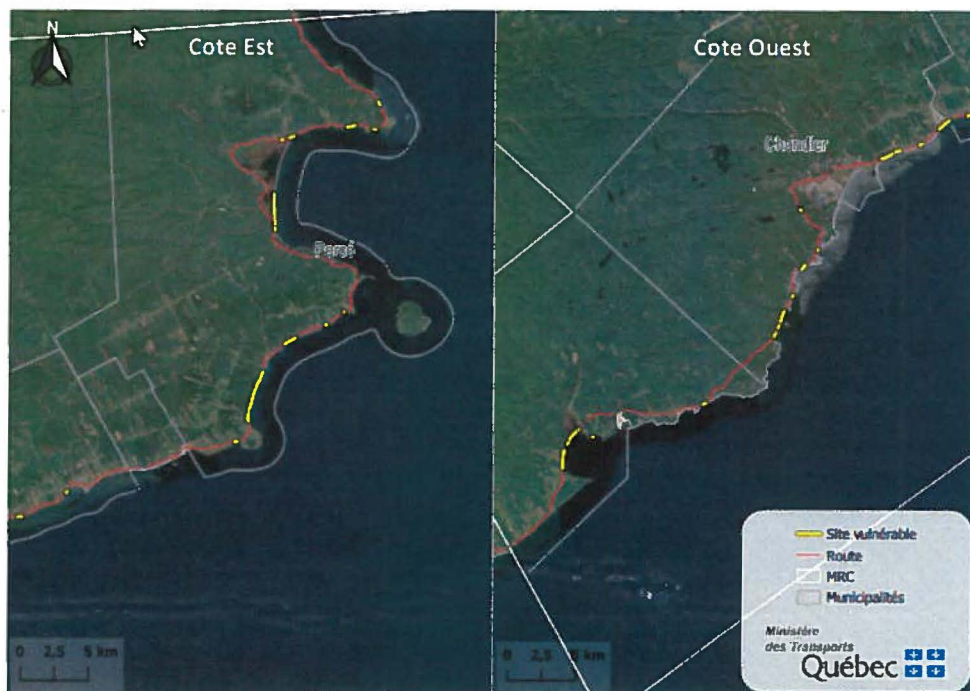 N
Cote Est
Percé
0 2,5 5 km
Cote Ouest
Chandler
0 2,5 5 km
Site vulnérable
Route
MRC
Municipalités
Ministère
des Transports
Québec